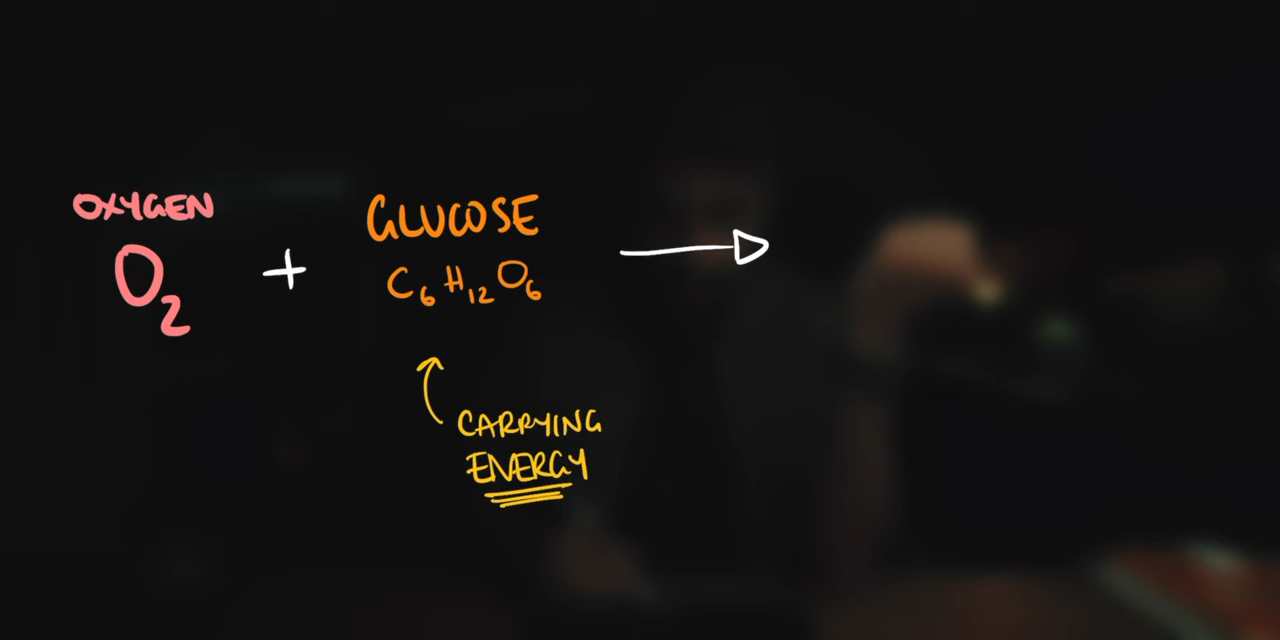 OXYGEN
O₂
+
GLUCOSE
C₆H₁₂O₆
CARRYING
ENERGY